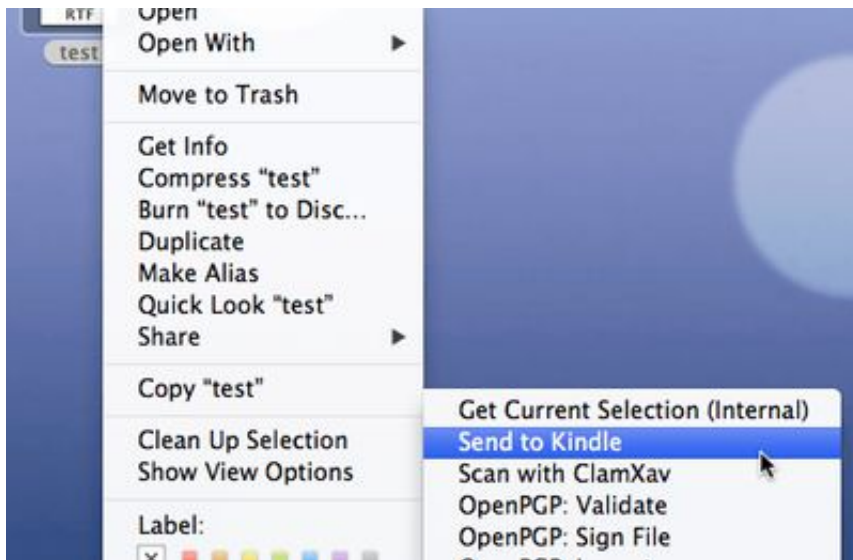 RTF
test
Open
Open With
Move to Trash
Get Info
Compress “test”
Burn “test” to Disc...
Duplicate
Make Alias
Quick Look “test”
Share
Copy “test”
Clean Up Selection
Show View Options
Label:
X
Get Current Selection (Internal)
Send to Kindle
Scan with ClamXav
OpenPGP: Validate
OpenPGP: Sign File